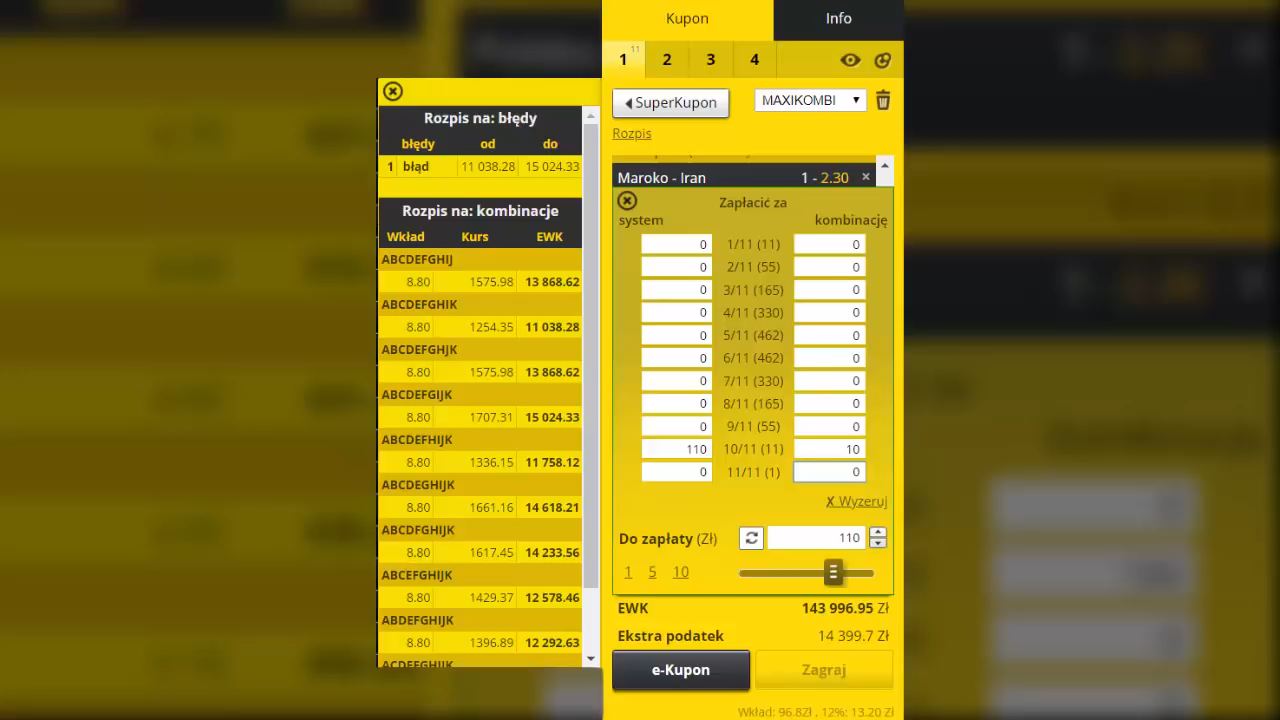 Kupon Info
1 11 2 3 4
SuperKupon MAXIKOMBI
Rozpis
Rozpis na: błędy
błędy od do
1 błąd 11 038.28 15 024.33
Rozpis na: kombinacje
Wkład Kurs EWK
ABCDEFGHIJ
8.80 1575.98 13 868.62
ABCDEFGHIK
8.80 1254.35 11 038.28
ABCDEFGHJK
8.80 1575.98 13 868.62
ABCDEFGIJK
8.80 1707.31 15 024.33
ABCDEFHIJK
8.80 1336.15 11 758.12
ABCDEGHIJK
8.80 1661.16 14 618.21
ABCDFGHIJK
8.80 1617.45 14 233.56
ABCEFGHIJK
8.80 1429.37 12 578.46
ABDEFGHIJK
8.80 1396.89 12 292.63
ACDEFGHIJK
Maroko - Iran 1 - 2.30 ×
Zapłacić za
system kombinację
0 1/11 (11) 0
0 2/11 (55) 0
0 3/11 (165) 0
0 4/11 (330) 0
0 5/11 (462) 0
0 6/11 (462) 0
0 7/11 (330) 0
0 8/11 (165) 0
0 9/11 (55) 0
110 10/11 (11) 10
0 11/11 (1) 0
X Wyzeruj
Do zapłaty (Zł) 110
1 5 10
EWK 143 996.95 Zł
Ekstra podatek 14 399.7 Zł
e-Kupon Zagraj
Wkład: 96.8Zł , 12%: 13.20 Zł